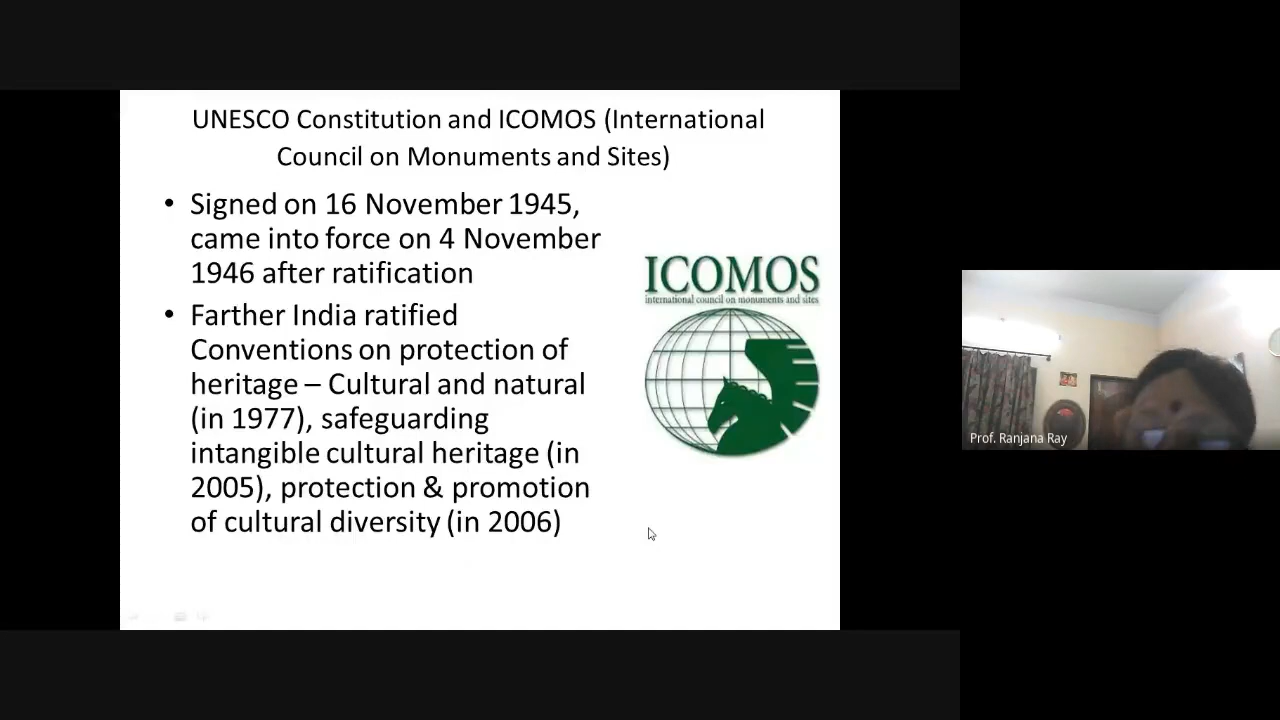 UNESCO Constitution and ICOMOS (International
Council on Monuments and Sites)
• Signed on 16 November 1945,
came into force on 4 November
1946 after ratification
• Farther India ratified
Conventions on protection of
heritage – Cultural and natural
(in 1977), safeguarding
intangible cultural heritage (in
2005), protection & promotion
of cultural diversity (in 2006)
ICOMOS
international council on monuments and sites
Prof. Ranjana Ray